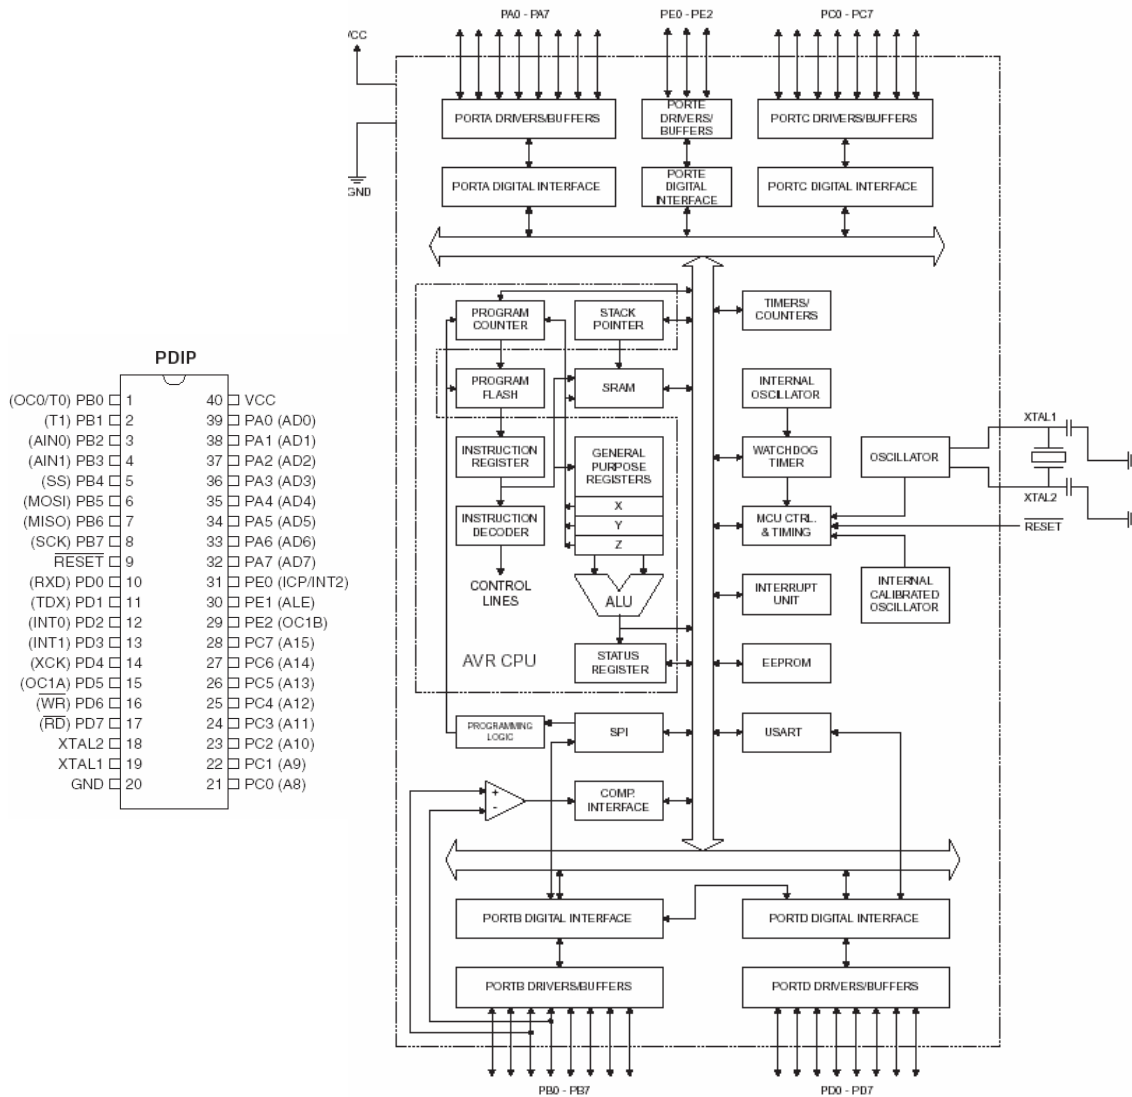 PA0 - PA7
PE0 - PE2
PC0 - PC7
VCC
GND
PORTA DRIVERS/BUFFERS
PORTE
DRIVERS/
BUFFERS
PORTC DRIVERS/BUFFERS
PORTA DIGITAL INTERFACE
PORTE
DIGITAL
INTERFACE
PORTC DIGITAL INTERFACE
PROGRAM
COUNTER
STACK
POINTER
TIMERS/
COUNTERS
PROGRAM
FLASH
SRAM
INTERNAL
OSCILLATOR
INSTRUCTION
REGISTER
GENERAL
PURPOSE
REGISTERS
X
Y
Z
WATCHDOG
TIMER
OSCILLATOR
XTAL1
XTAL2
RESET
INSTRUCTION
DECODER
MCU CTRL.
& TIMING
CONTROL
LINES
ALU
INTERRUPT
UNIT
INTERNAL
CALIBRATED
OSCILLATOR
AVR CPU
STATUS
REGISTER
EEPROM
PROGRAMMING
LOGIC
SPI
USART
+
-
COMP.
INTERFACE
PORTB DIGITAL INTERFACE
PORTD DIGITAL INTERFACE
PORTB DRIVERS/BUFFERS
PORTD DRIVERS/BUFFERS
PB0 - PB7
PD0 - PD7
PDIP
(OC0/T0) PB0 1 40 VCC
(T1) PB1 2 39 PA0 (AD0)
(AIN0) PB2 3 38 PA1 (AD1)
(AIN1) PB3 4 37 PA2 (AD2)
(SS) PB4 5 36 PA3 (AD3)
(MOSI) PB5 6 35 PA4 (AD4)
(MISO) PB6 7 34 PA5 (AD5)
(SCK) PB7 8 33 PA6 (AD6)
RESET 9 32 PA7 (AD7)
(RXD) PD0 10 31 PE0 (ICP/INT2)
(TDX) PD1 11 30 PE1 (ALE)
(INT0) PD2 12 29 PE2 (OC1B)
(INT1) PD3 13 28 PC7 (A15)
(XCK) PD4 14 27 PC6 (A14)
(OC1A) PD5 15 26 PC5 (A13)
(WR) PD6 16 25 PC4 (A12)
(RD) PD7 17 24 PC3 (A11)
XTAL2 18 23 PC2 (A10)
XTAL1 19 22 PC1 (A9)
GND 20 21 PC0 (A8)